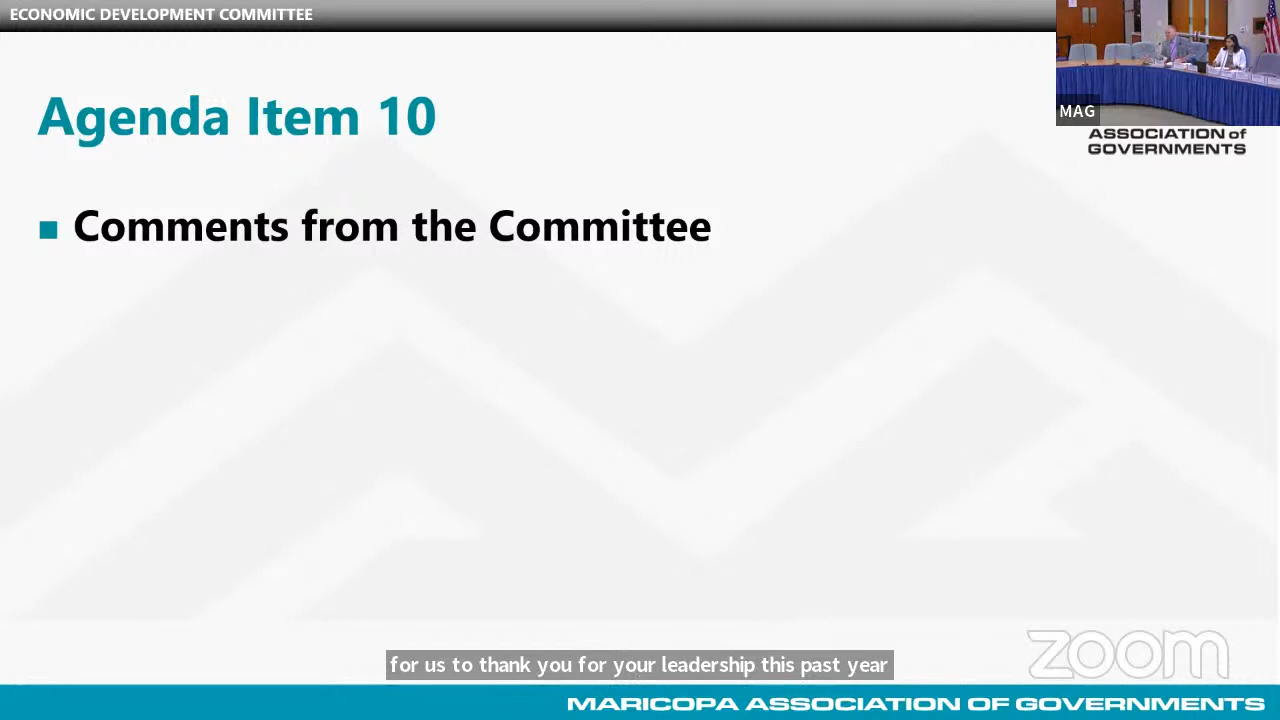 ECONOMIC DEVELOPMENT COMMITTEE
Agenda Item 10
MAG
ASSOCIATION of
GOVERNMENTS
Comments from the Committee
for us to thank you for your leadership this past year
zoom
MARICOPA ASSOCIATION OF GOVERNMENTS